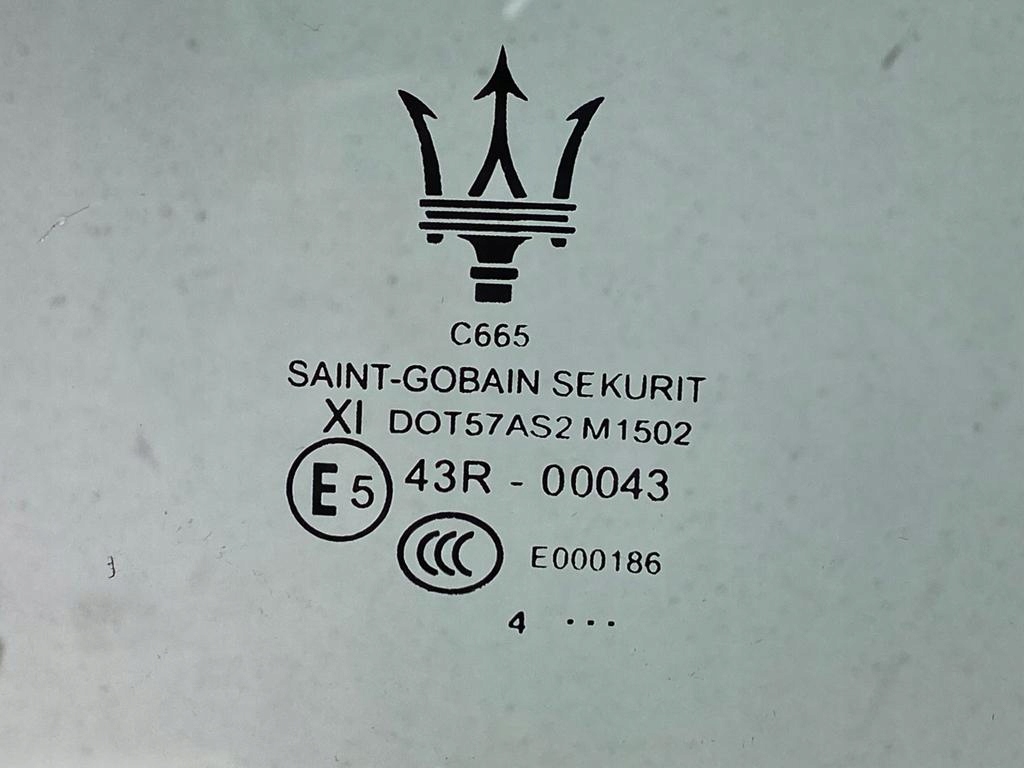 C665
SAINT-GOBAIN SEKURIT
XI DOT57AS2 M1502
E5 43R - 00043
CCC E000186
4 ...